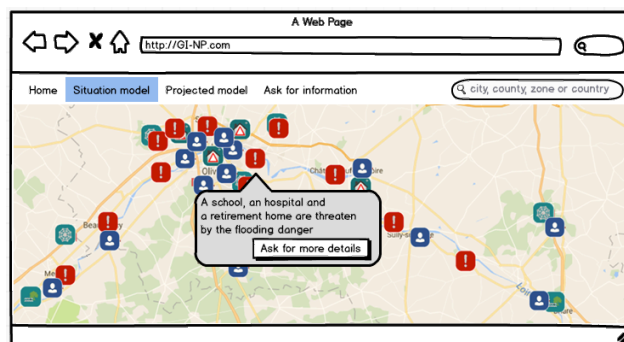 A Web Page
http://GI-NP.com
Home Situation model Projected model Ask for information
city, county, zone or country
A school, an hospital and
a retirement home are threaten
by the flooding danger
Ask for more details